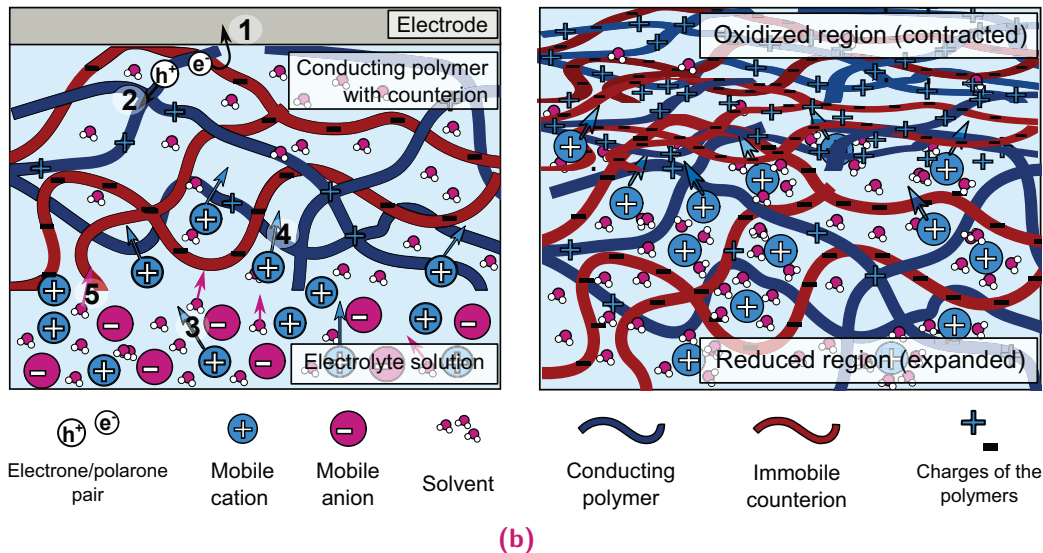 Electrode
1
h+
e-
Conducting polymer
with counterion
2
4
5
3
Electrolyte solution
Oxidized region (contracted)
Reduced region (expanded)
h+
e-
Electrone/polarone
pair
Mobile
cation
Mobile
anion
Solvent
Conducting
polymer
Immobile
counterion
Charges of the
polymers
(b)